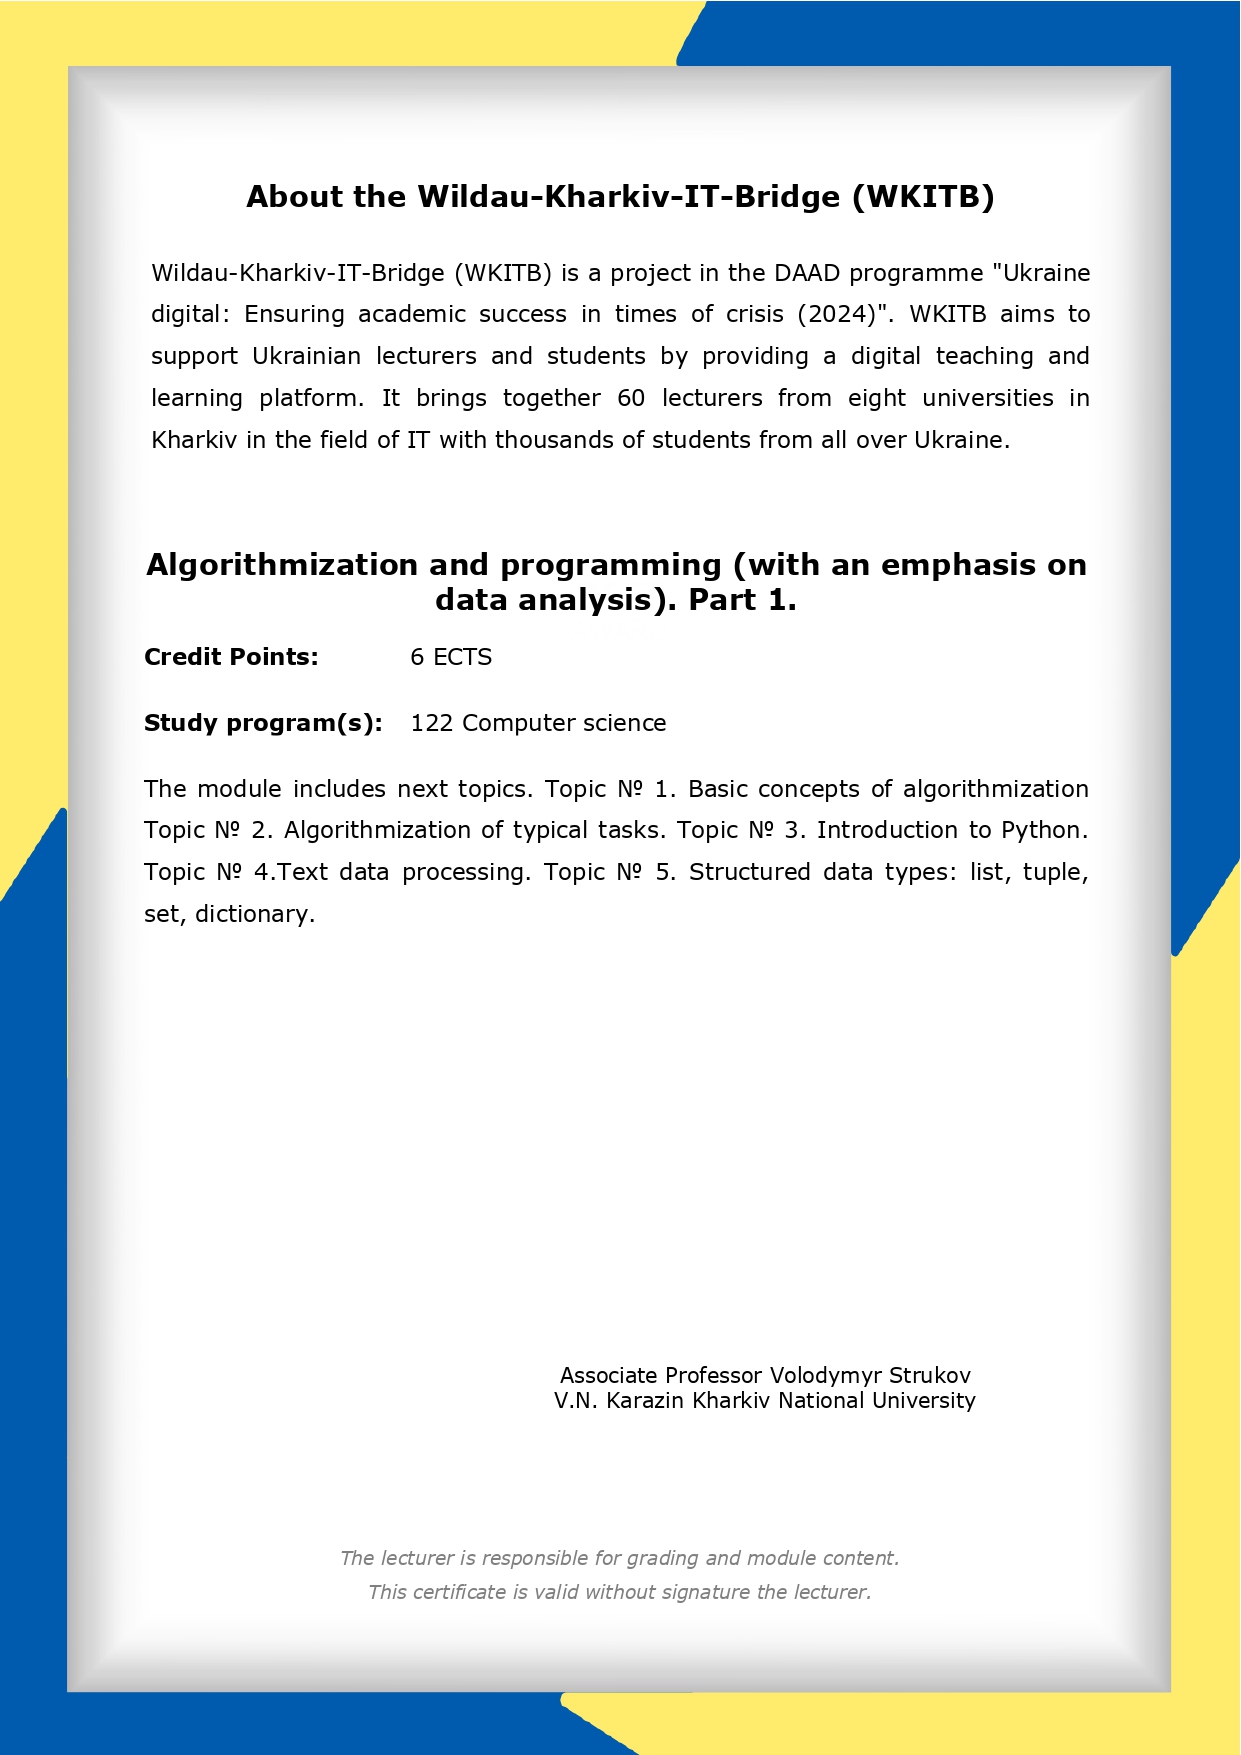 About the Wildau-Kharkiv-IT-Bridge (WKITB)
Wildau-Kharkiv-IT-Bridge (WKITB) is a project in the DAAD programme "Ukraine
digital: Ensuring academic success in times of crisis (2024)". WKITB aims to
support Ukrainian lecturers and students by providing a digital teaching and
learning platform. It brings together 60 lecturers from eight universities in
Kharkiv in the field of IT with thousands of students from all over Ukraine.
Algorithmization and programming (with an emphasis on
data analysis). Part 1.
Credit Points: 6 ECTS
Study program(s): 122 Computer science
The module includes next topics. Topic № 1. Basic concepts of algorithmization
Topic № 2. Algorithmization of typical tasks. Topic № 3. Introduction to Python.
Topic № 4.Text data processing. Topic № 5. Structured data types: list, tuple,
set, dictionary.
Associate Professor Volodymyr Strukov
V.N. Karazin Kharkiv National University
The lecturer is responsible for grading and module content.
This certificate is valid without signature the lecturer.